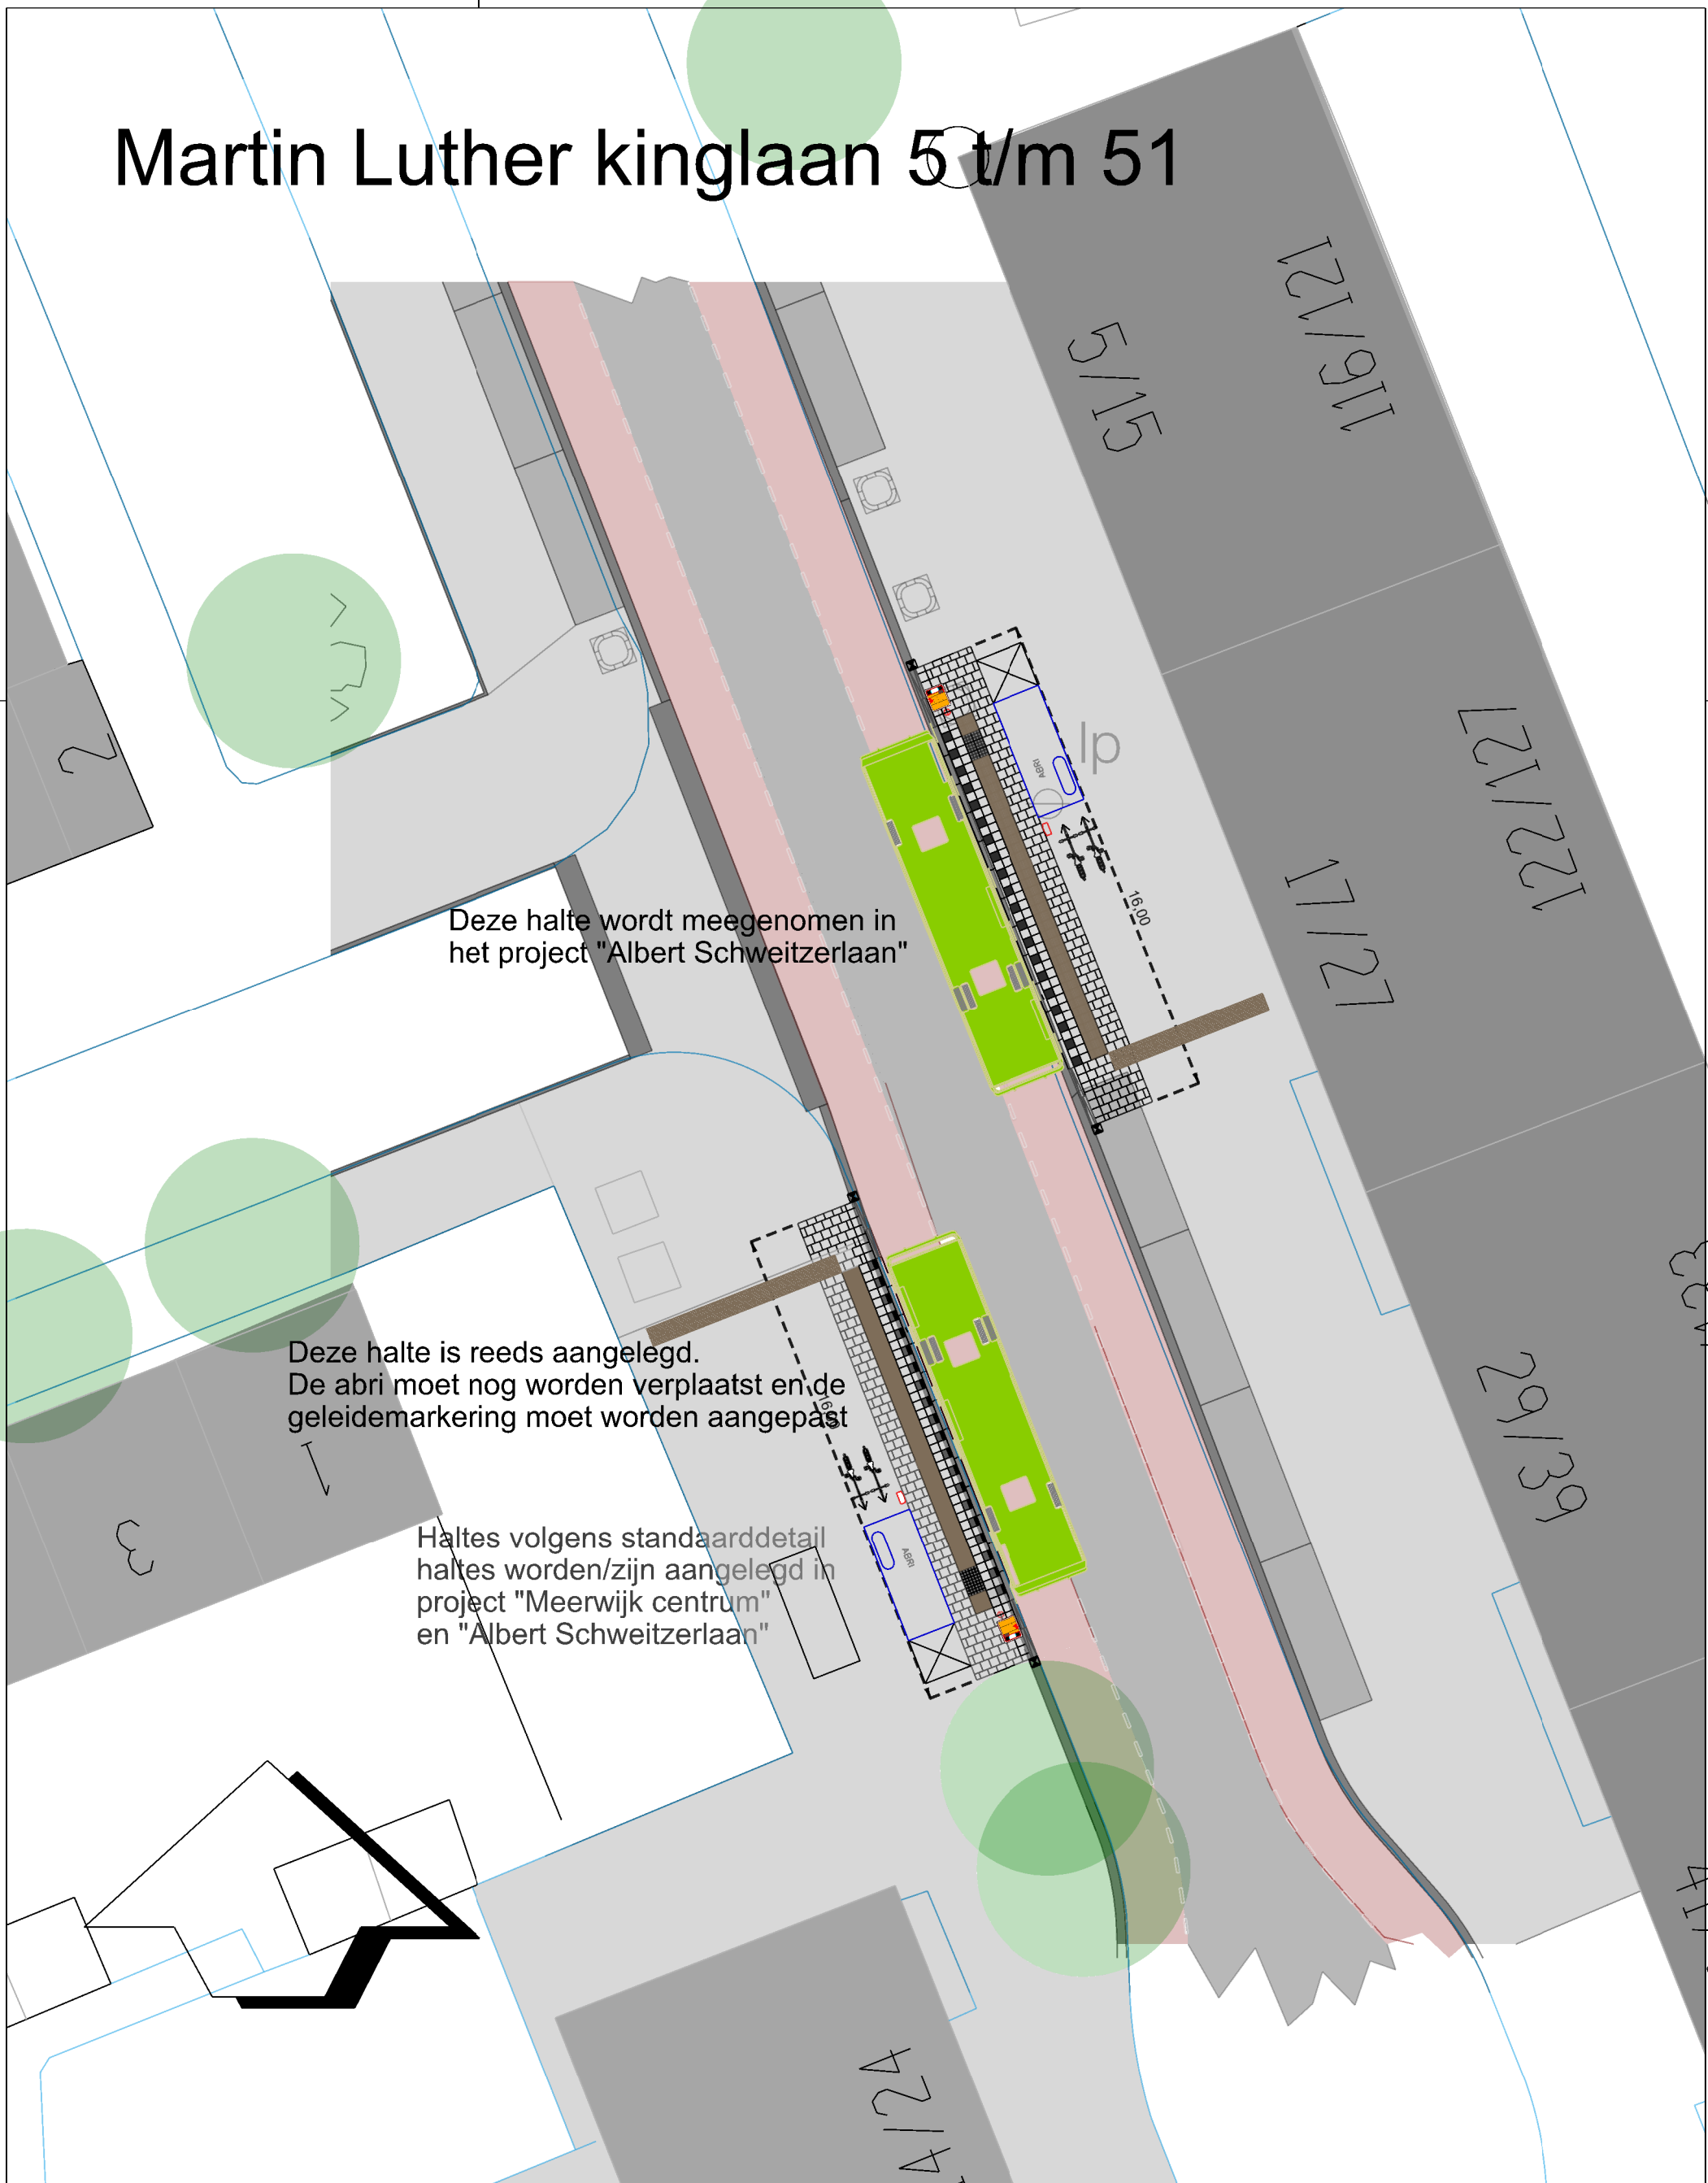 Martin Luther kinglaan 5 t/m 51
5/15
116/121
2
lp
ABRI
16,00
17/27
122/127
Deze halte wordt meegenomen in
het project "Albert Schweitzerlaan"
Deze halte is reeds aangelegd.
De abri moet nog worden verplaatst en de
geleidemarkering moet worden aangepast
29/39
3
1
ABRI
Haltes volgens standaarddetail
haltes worden/zijn aangelegd in
project "Meerwijk centrum"
en "Albert Schweitzerlaan"
4/24